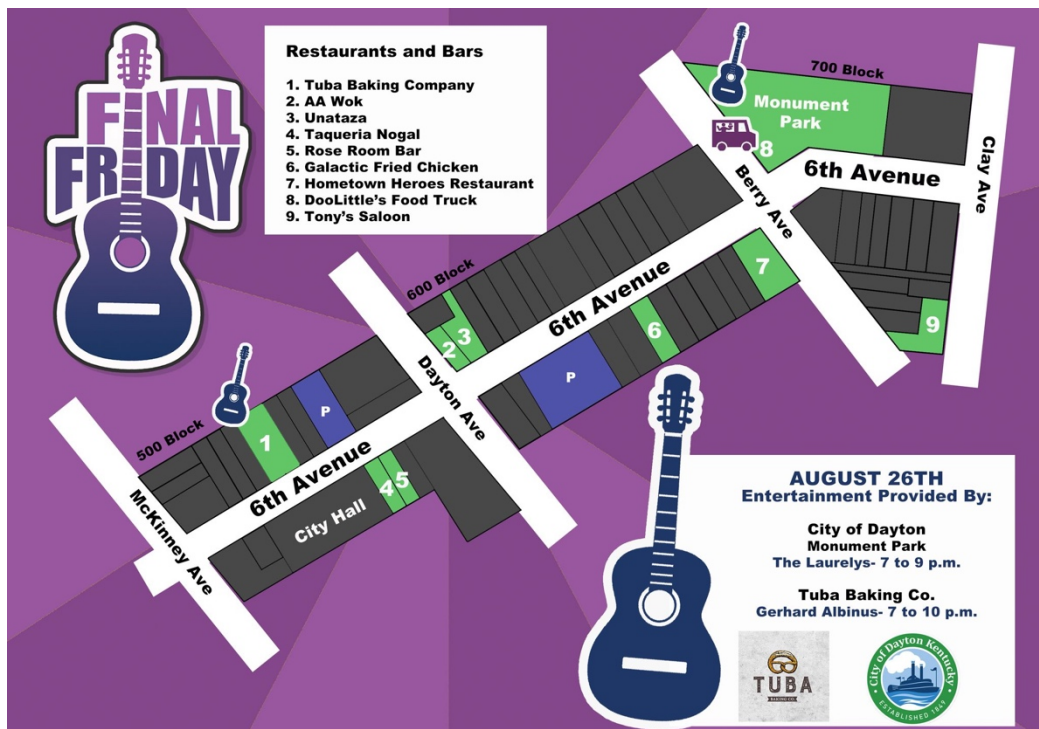 FINAL
FRIDAY
Restaurants and Bars
1. Tuba Baking Company
2. AA Wok
3. Unataza
4. Taqueria Nogal
5. Rose Room Bar
6. Galactic Fried Chicken
7. Hometown Heroes Restaurant
8. DooLittle's Food Truck
9. Tony's Saloon
700 Block
Monument
Park
8
6th Avenue
Clay Ave
Berry Ave
600 Block
6th Avenue
7
9
3
2
6
P
Dayton Ave
500 Block
1
P
6th Avenue
4
5
City Hall
McKinney Ave
AUGUST 26TH
Entertainment Provided By:
City of Dayton
Monument Park
The Laurelys- 7 to 9 p.m.
Tuba Baking Co.
Gerhard Albinus- 7 to 10 p.m.
TUBA
BAKING CO.
City of Dayton Kentucky
ESTABLISHED 1849